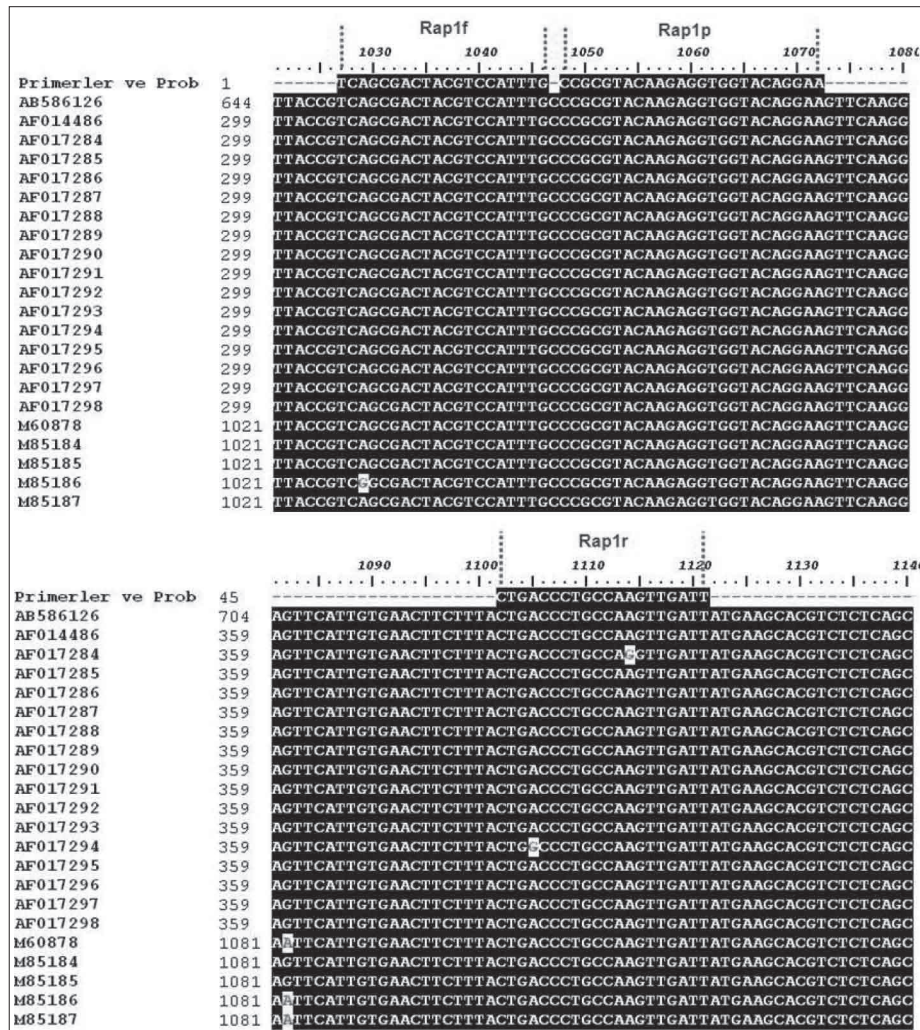 Rap1f Rap1p
1030 1040 1050 1060 1070 1080
Primerler ve Prob 1 ------TCAGCGACTACGTCCATTTG-CCGCGTACAAGAGGTGGTACAGGAA--------
AB586126 644 TTACCGTCAGCGACTACGTCCATTTGCCCGCGTACAAGAGGTGGTACAGGAAGTTCAAGG
AF014486 299 TTACCGTCAGCGACTACGTCCATTTGCCCGCGTACAAGAGGTGGTACAGGAAGTTCAAGG
AF017284 299 TTACCGTCAGCGACTACGTCCATTTGCCCGCGTACAAGAGGTGGTACAGGAAGTTCAAGG
AF017285 299 TTACCGTCAGCGACTACGTCCATTTGCCCGCGTACAAGAGGTGGTACAGGAAGTTCAAGG
AF017286 299 TTACCGTCAGCGACTACGTCCATTTGCCCGCGTACAAGAGGTGGTACAGGAAGTTCAAGG
AF017287 299 TTACCGTCAGCGACTACGTCCATTTGCCCGCGTACAAGAGGTGGTACAGGAAGTTCAAGG
AF017288 299 TTACCGTCAGCGACTACGTCCATTTGCCCGCGTACAAGAGGTGGTACAGGAAGTTCAAGG
AF017289 299 TTACCGTCAGCGACTACGTCCATTTGCCCGCGTACAAGAGGTGGTACAGGAAGTTCAAGG
AF017290 299 TTACCGTCAGCGACTACGTCCATTTGCCCGCGTACAAGAGGTGGTACAGGAAGTTCAAGG
AF017291 299 TTACCGTCAGCGACTACGTCCATTTGCCCGCGTACAAGAGGTGGTACAGGAAGTTCAAGG
AF017292 299 TTACCGTCAGCGACTACGTCCATTTGCCCGCGTACAAGAGGTGGTACAGGAAGTTCAAGG
AF017293 299 TTACCGTCAGCGACTACGTCCATTTGCCCGCGTACAAGAGGTGGTACAGGAAGTTCAAGG
AF017294 299 TTACCGTCAGCGACTACGTCCATTTGCCCGCGTACAAGAGGTGGTACAGGAAGTTCAAGG
AF017295 299 TTACCGTCAGCGACTACGTCCATTTGCCCGCGTACAAGAGGTGGTACAGGAAGTTCAAGG
AF017296 299 TTACCGTCAGCGACTACGTCCATTTGCCCGCGTACAAGAGGTGGTACAGGAAGTTCAAGG
AF017297 299 TTACCGTCAGCGACTACGTCCATTTGCCCGCGTACAAGAGGTGGTACAGGAAGTTCAAGG
AF017298 299 TTACCGTCAGCGACTACGTCCATTTGCCCGCGTACAAGAGGTGGTACAGGAAGTTCAAGG
M60878 1021 TTACCGTCAGCGACTACGTCCATTTGCCCGCGTACAAGAGGTGGTACAGGAAGTTCAAGG
M85184 1021 TTACCGTCAGCGACTACGTCCATTTGCCCGCGTACAAGAGGTGGTACAGGAAGTTCAAGG
M85185 1021 TTACCGTCAGCGACTACGTCCATTTGCCCGCGTACAAGAGGTGGTACAGGAAGTTCAAGG
M85186 1021 TTACCGTCGGCGACTACGTCCATTTGCCCGCGTACAAGAGGTGGTACAGGAAGTTCAAGG
M85187 1021 TTACCGTCAGCGACTACGTCCATTTGCCCGCGTACAAGAGGTGGTACAGGAAGTTCAAGG
Rap1r
1090 1100 1110 1120 1130 1140
Primerler ve Prob 45 ---------------------CTGACCCTGCCAAGTTGATT-------------------
AB586126 704 AGTTCATTGTGAACTTCTTTACTGACCCTGCCAAGTTGATTATGAAGCACGTCTCTCAGC
AF014486 359 AGTTCATTGTGAACTTCTTTACTGACCCTGCCAAGTTGATTATGAAGCACGTCTCTCAGC
AF017284 359 AGTTCATTGTGAACTTCTTTACTGACCCTGCCAGGTTGATTATGAAGCACGTCTCTCAGC
AF017285 359 AGTTCATTGTGAACTTCTTTACTGACCCTGCCAAGTTGATTATGAAGCACGTCTCTCAGC
AF017286 359 AGTTCATTGTGAACTTCTTTACTGACCCTGCCAAGTTGATTATGAAGCACGTCTCTCAGC
AF017287 359 AGTTCATTGTGAACTTCTTTACTGACCCTGCCAAGTTGATTATGAAGCACGTCTCTCAGC
AF017288 359 AGTTCATTGTGAACTTCTTTACTGACCCTGCCAAGTTGATTATGAAGCACGTCTCTCAGC
AF017289 359 AGTTCATTGTGAACTTCTTTACTGACCCTGCCAAGTTGATTATGAAGCACGTCTCTCAGC
AF017290 359 AGTTCATTGTGAACTTCTTTACTGACCCTGCCAAGTTGATTATGAAGCACGTCTCTCAGC
AF017291 359 AGTTCATTGTGAACTTCTTTACTGACCCTGCCAAGTTGATTATGAAGCACGTCTCTCAGC
AF017292 359 AGTTCATTGTGAACTTCTTTACTGACCCTGCCAAGTTGATTATGAAGCACGTCTCTCAGC
AF017293 359 AGTTCATTGTGAACTTCTTTACTGACCCTGCCAAGTTGATTATGAAGCACGTCTCTCAGC
AF017294 359 AGTTCATTGTGAACTTCTTTACTGGCCCTGCCAAGTTGATTATGAAGCACGTCTCTCAGC
AF017295 359 AGTTCATTGTGAACTTCTTTACTGACCCTGCCAAGTTGATTATGAAGCACGTCTCTCAGC
AF017296 359 AGTTCATTGTGAACTTCTTTACTGACCCTGCCAAGTTGATTATGAAGCACGTCTCTCAGC
AF017297 359 AGTTCATTGTGAACTTCTTTACTGACCCTGCCAAGTTGATTATGAAGCACGTCTCTCAGC
AF017298 359 AGTTCATTGTGAACTTCTTTACTGACCCTGCCAAGTTGATTATGAAGCACGTCTCTCAGC
M60878 1081 AATTCATTGTGAACTTCTTTACTGACCCTGCCAAGTTGATTATGAAGCACGTCTCTCAGC
M85184 1081 AGTTCATTGTGAACTTCTTTACTGACCCTGCCAAGTTGATTATGAAGCACGTCTCTCAGC
M85185 1081 AGTTCATTGTGAACTTCTTTACTGACCCTGCCAAGTTGATTATGAAGCACGTCTCTCAGC
M85186 1081 AATTCATTGTGAACTTCTTTACTGACCCTGCCAAGTTGATTATGAAGCACGTCTCTCAGC
M85187 1081 AATTCATTGTGAACTTCTTTACTGACCCTGCCAAGTTGATTATGAAGCACGTCTCTCAGC